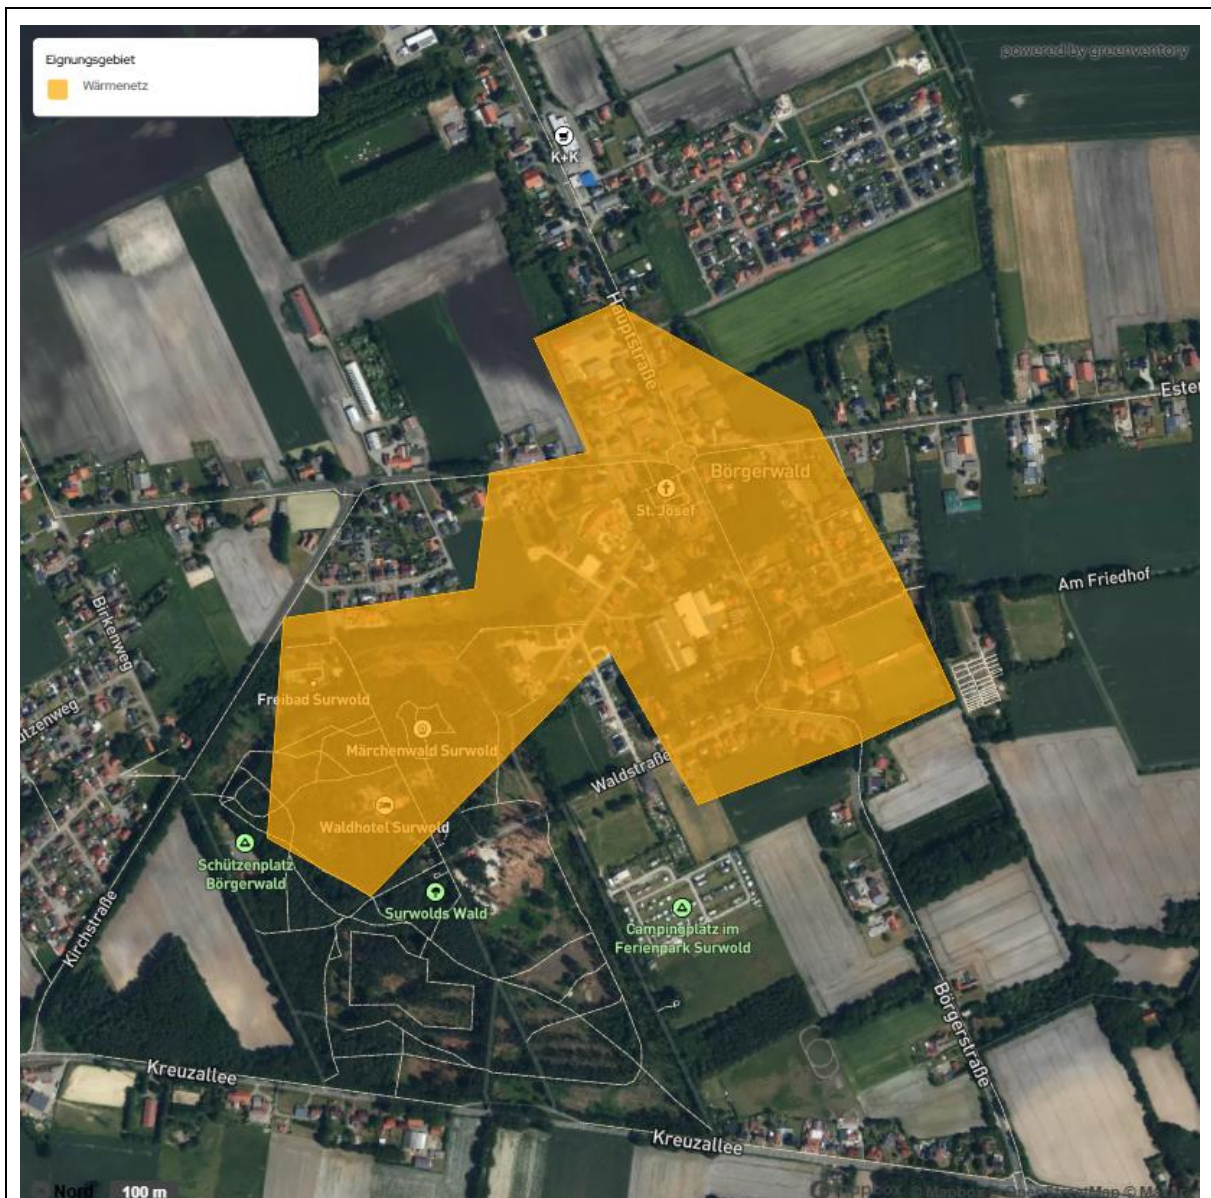 Eignungsgebiet
Wärmenetz
powered by greenventory
K+K
Hauptstraße
Börgerwald
St. Josef
Am Friedhof
Birkenweg
Freibad Surwold
Märchenwald Surwold
Waldstraße
Waldhotel Surwold
Schützenplatz
Börgerwald
Surwolds Wald
Campingplatz im
Ferienpark Surwold
Kirchstraße
Börgerstraße
Kreuzallee
Kreuzallee
Nord
100 m